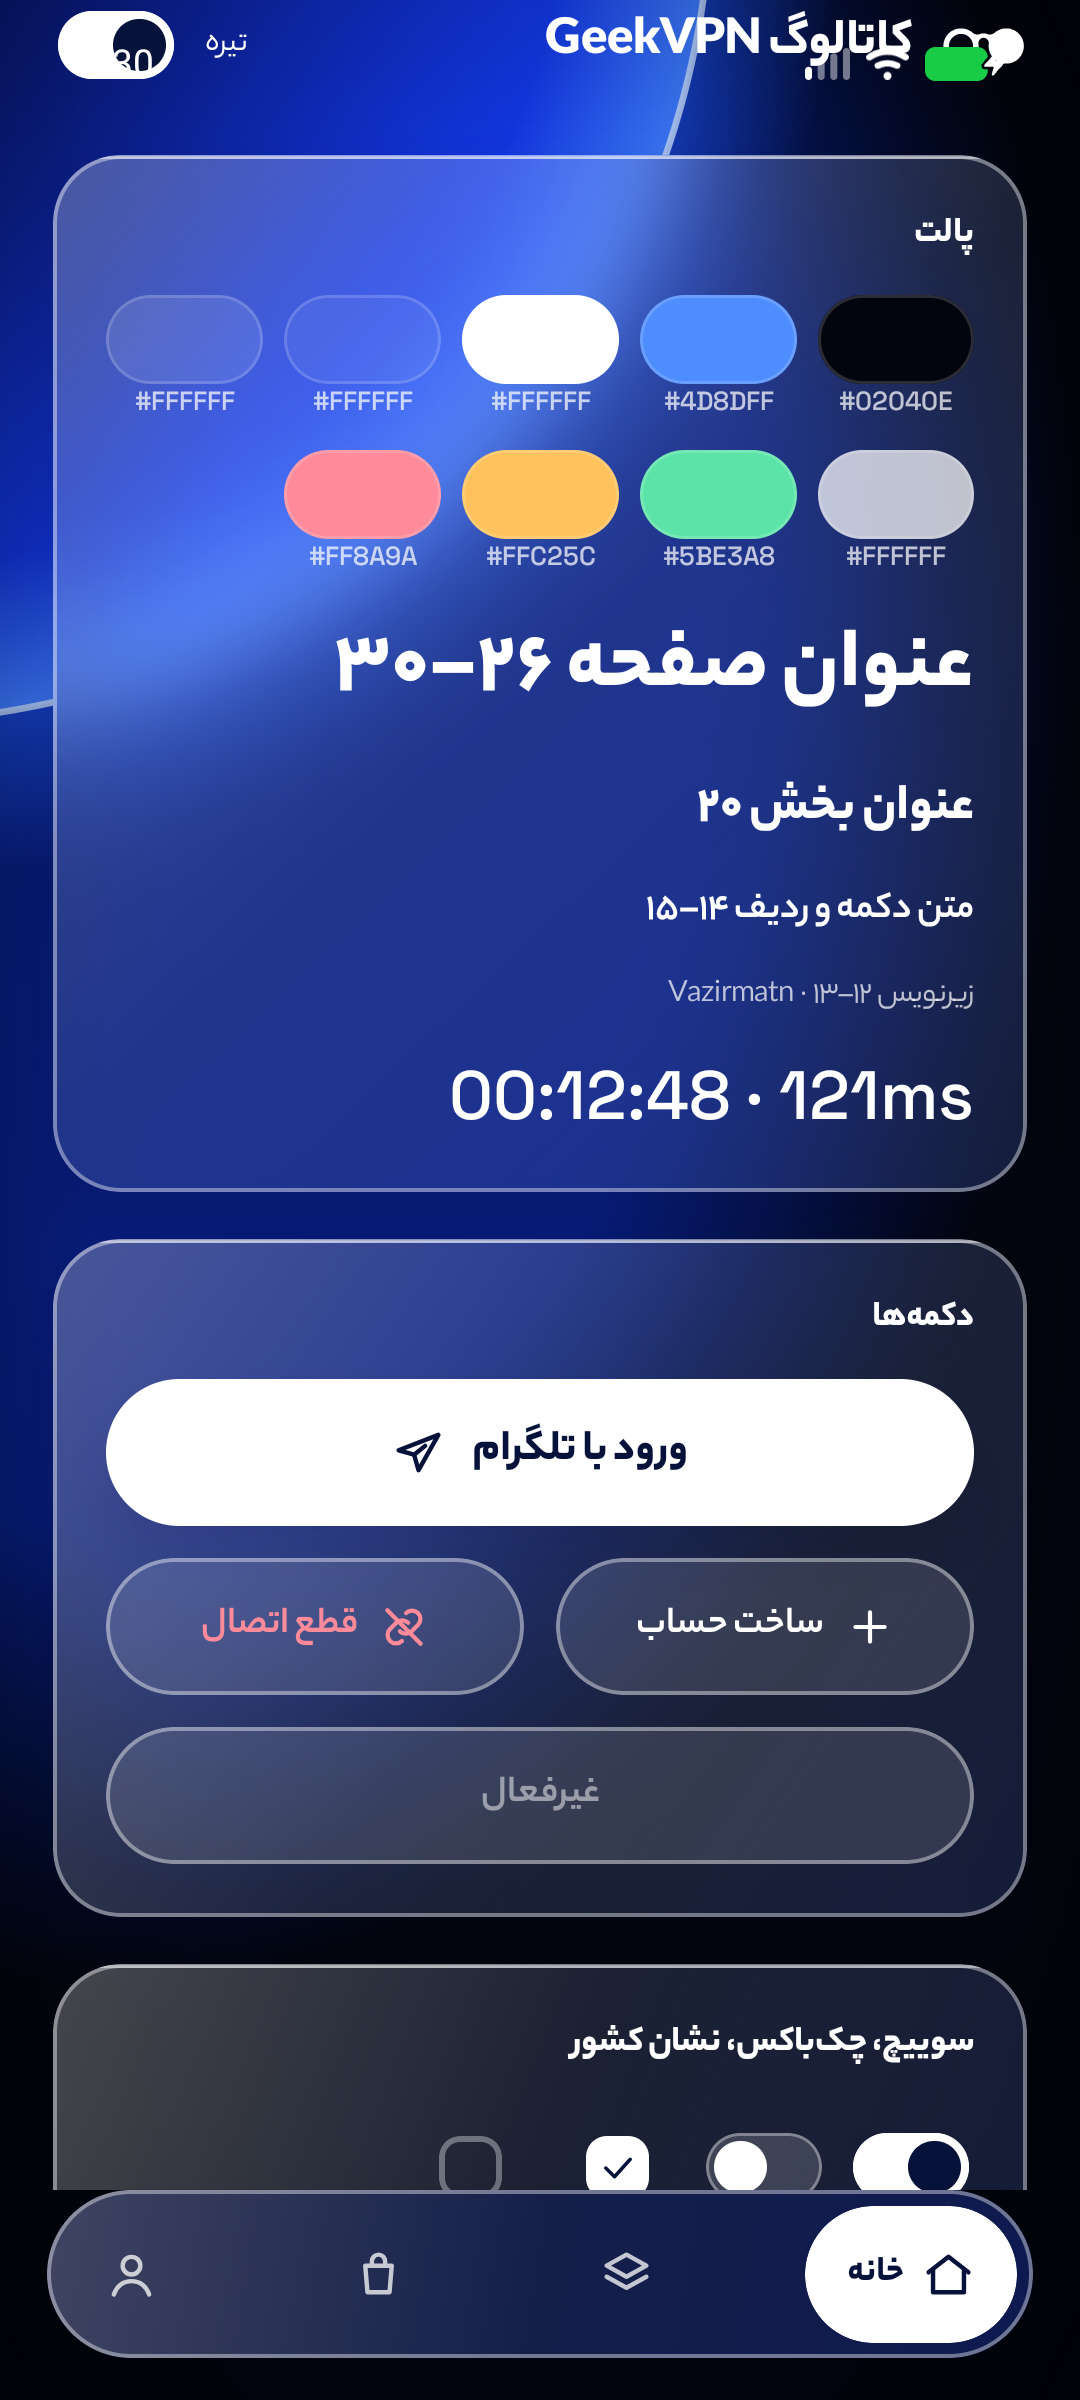 کاتالوگ GeekVPN
تیره
پالت
#02040E #4D8DFF #FFFFFF #FFFFFF #FFFFFF
#FFFFFF #5BE3A8 #FFC25C #FF8A9A
عنوان صفحه ۲۶–۳۰
عنوان بخش ۲۰
متن دکمه و ردیف ۱۴–۱۵
زیرنویس ۱۲–۱۳ · Vazirmatn
00:12:48 · 121ms
دکمه‌ها
ورود با تلگرام
ساخت حساب
قطع اتصال
غیرفعال
سوییچ، چک‌باکس، نشان کشور
خانه